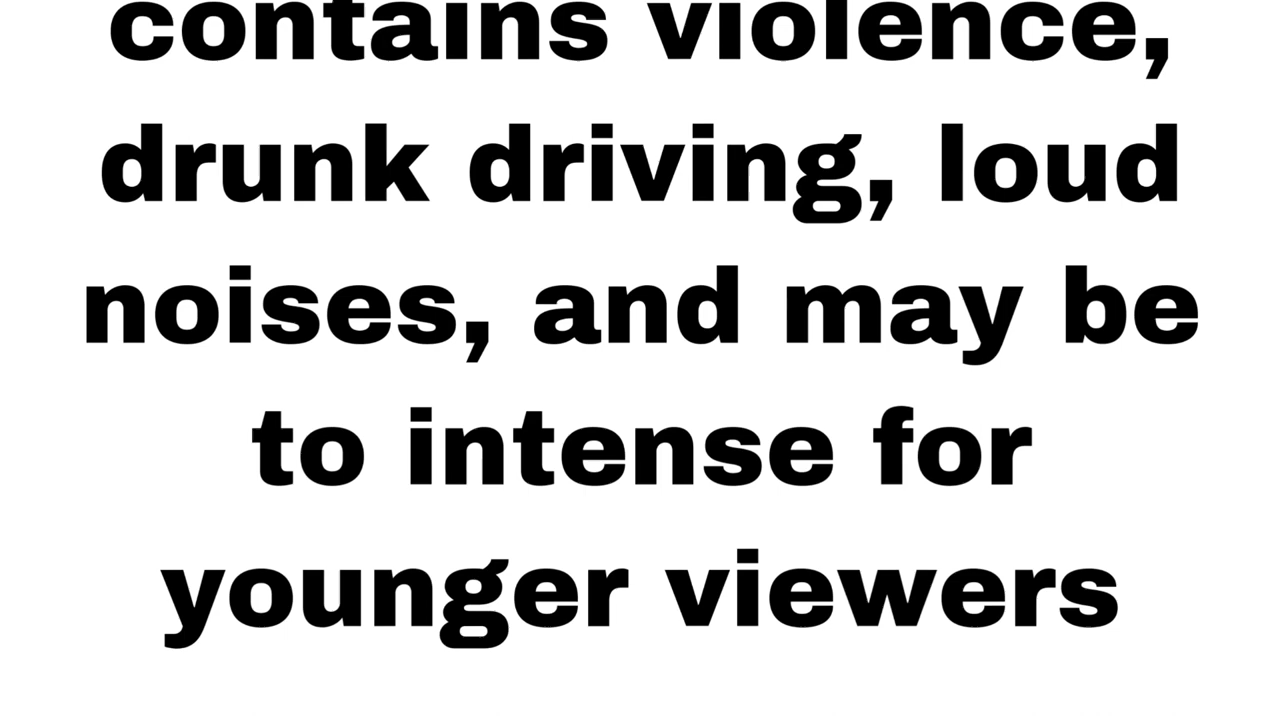 contains violence,
drunk driving, loud
noises, and may be
to intense for
younger viewers